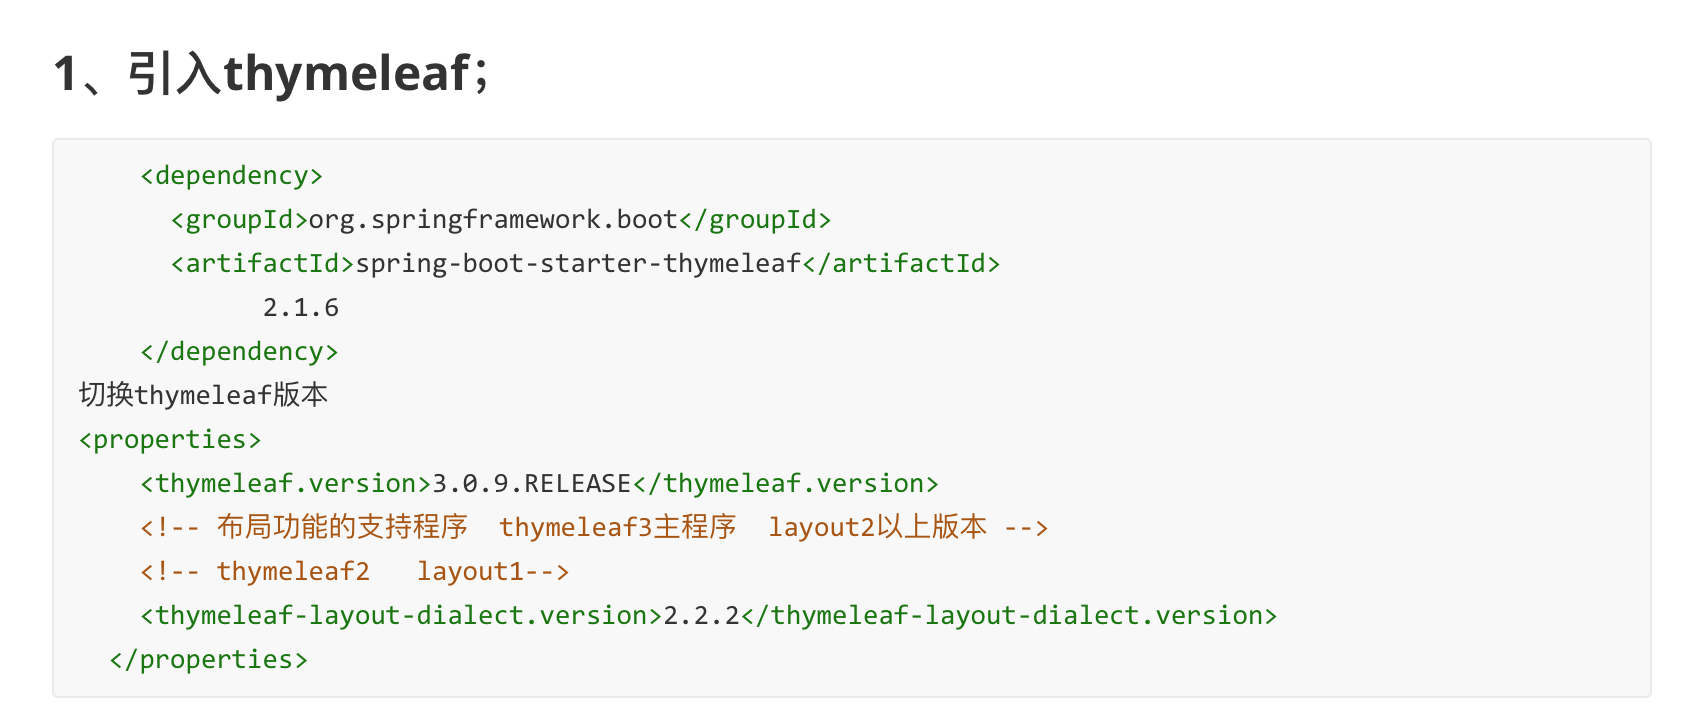 1、引入thymeleaf；
<dependency>
<groupId>org.springframework.boot</groupId>
<artifactId>spring-boot-starter-thymeleaf</artifactId>
2.1.6
</dependency>
切换thymeleaf版本
<properties>
<thymeleaf.version>3.0.9.RELEASE</thymeleaf.version>
<!-- 布局功能的支持程序  thymeleaf3主程序  layout2以上版本 -->
<!-- thymeleaf2   layout1-->
<thymeleaf-layout-dialect.version>2.2.2</thymeleaf-layout-dialect.version>
</properties>